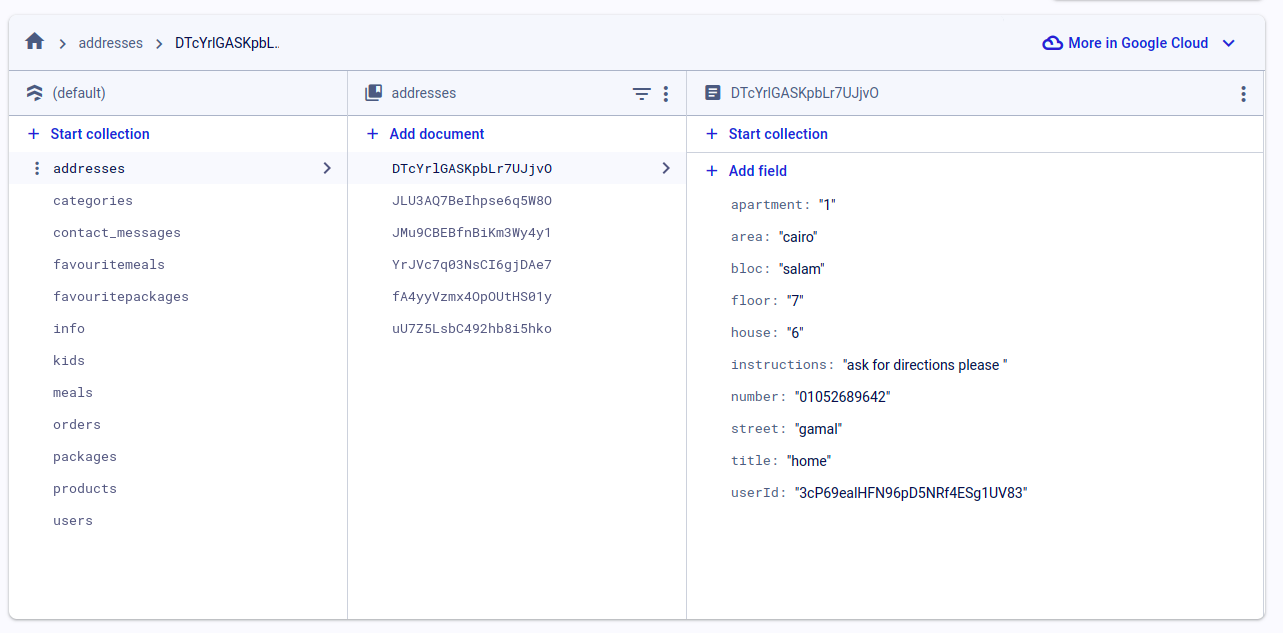 addresses DTcYrlGASKpbL..
More in Google Cloud
(default)
Start collection
addresses
categories
contact_messages
favouritemeals
favouritepackages
info
kids
meals
orders
packages
products
users
addresses
Add document
DTcYrlGASKpbLr7UJjvO
JLU3AQ7BeIhpse6q5W8O
JMu9CBEBfnBiKm3Wy4y1
YrJVc7q03NsCI6gjDAe7
fA4yyVzmx4OpOUtHS01y
uU7Z5LsbC492hb8i5hko
DTcYrlGASKpbLr7UJjvO
Start collection
Add field
apartment: "1"
area: "cairo"
bloc: "salam"
floor: "7"
house: "6"
instructions: "ask for directions please "
number: "01052689642"
street: "gamal"
title: "home"
userId: "3cP69ealHFN96pD5NRf4ESg1UV83"